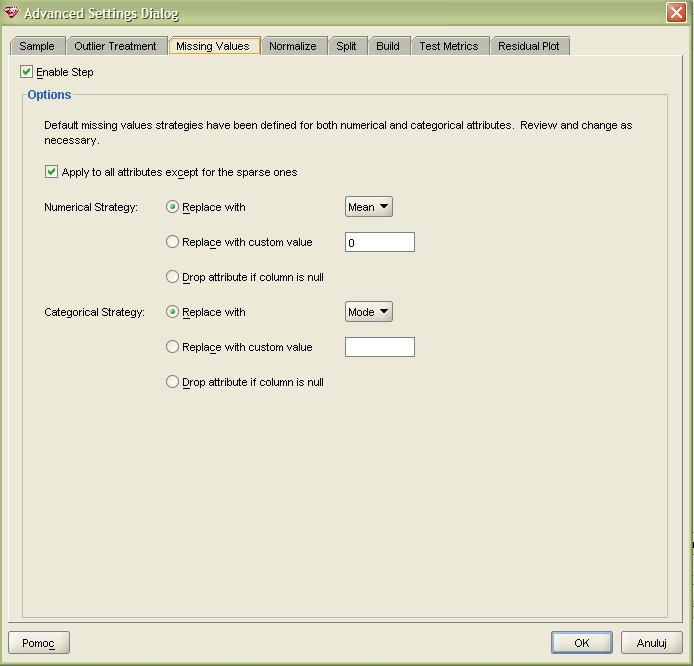 Advanced Settings Dialog
Sample Outlier Treatment Missing Values Normalize Split Build Test Metrics Residual Plot
Enable Step
Options
Default missing values strategies have been defined for both numerical and categorical attributes. Review and change as
necessary.
Apply to all attributes except for the sparse ones
Numerical Strategy: Replace with Mean
Replace with custom value 0
Drop attribute if column is null
Categorical Strategy: Replace with Mode
Replace with custom value
Drop attribute if column is null
Pomoc OK Anuluj